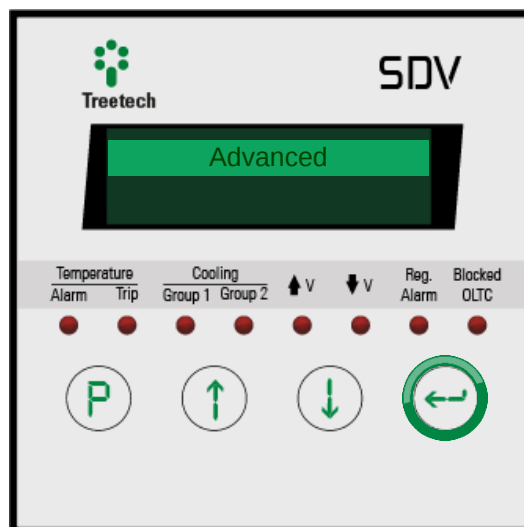 SDV
Treetech
Advanced
Temperature
Alarm Trip
Cooling
Group 1 Group 2
V
V
Reg.
Alarm
Blocked
OLTC
P